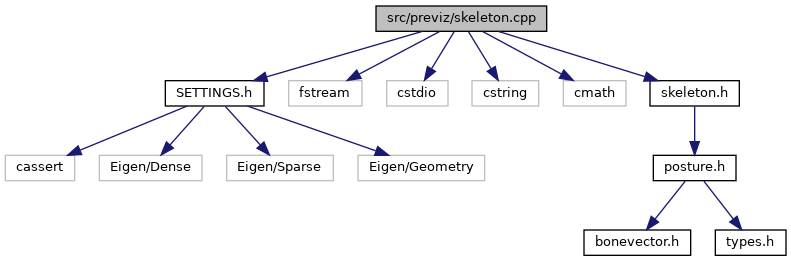 src/previz/skeleton.cpp
SETTINGS.h
fstream
cstdio
cstring
cmath
skeleton.h
cassert
Eigen/Dense
Eigen/Sparse
Eigen/Geometry
posture.h
bonevector.h
types.h